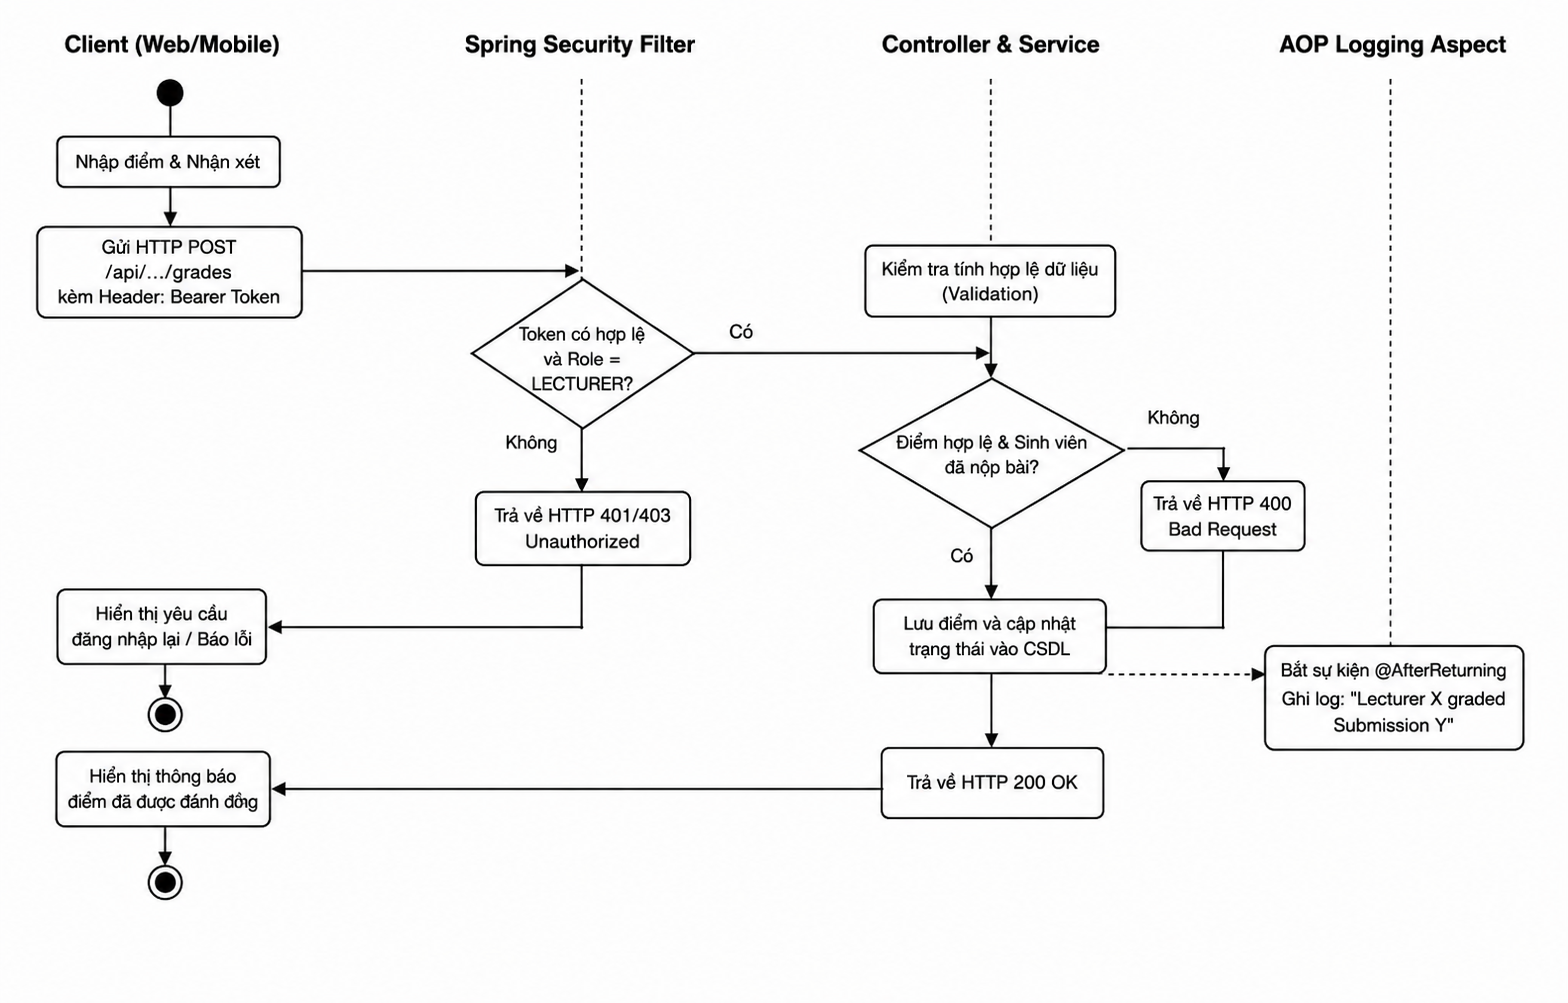 Client (Web/Mobile)
Spring Security Filter
Controller & Service
AOP Logging Aspect
Nhập điểm & Nhận xét
Gửi HTTP POST
/api/…/grades
kèm Header: Bearer Token
Kiểm tra tính hợp lệ dữ liệu
(Validation)
Token có hợp lệ
và Role =
LECTURER?
Có
Không
Điểm hợp lệ & Sinh viên
đã nộp bài?
Không
Trả về HTTP 401/403
Unauthorized
Trả về HTTP 400
Bad Request
Có
Hiển thị yêu cầu
đăng nhập lại / Báo lỗi
Lưu điểm và cập nhật
trạng thái vào CSDL
Bắt sự kiện @AfterReturning
Ghi log: "Lecturer X graded
Submission Y"
Hiển thị thông báo
điểm đã được đánh
Trả về HTTP 200 OK